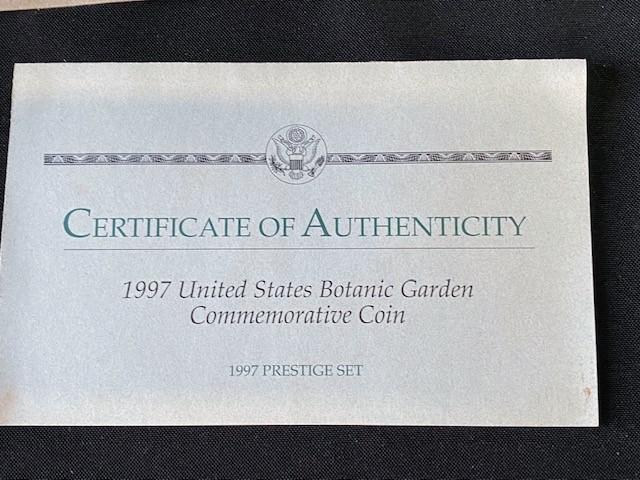 CERTIFICATE OF AUTHENTICITY
1997 United States Botanic Garden
Commemorative Coin
1997 PRESTIGE SET